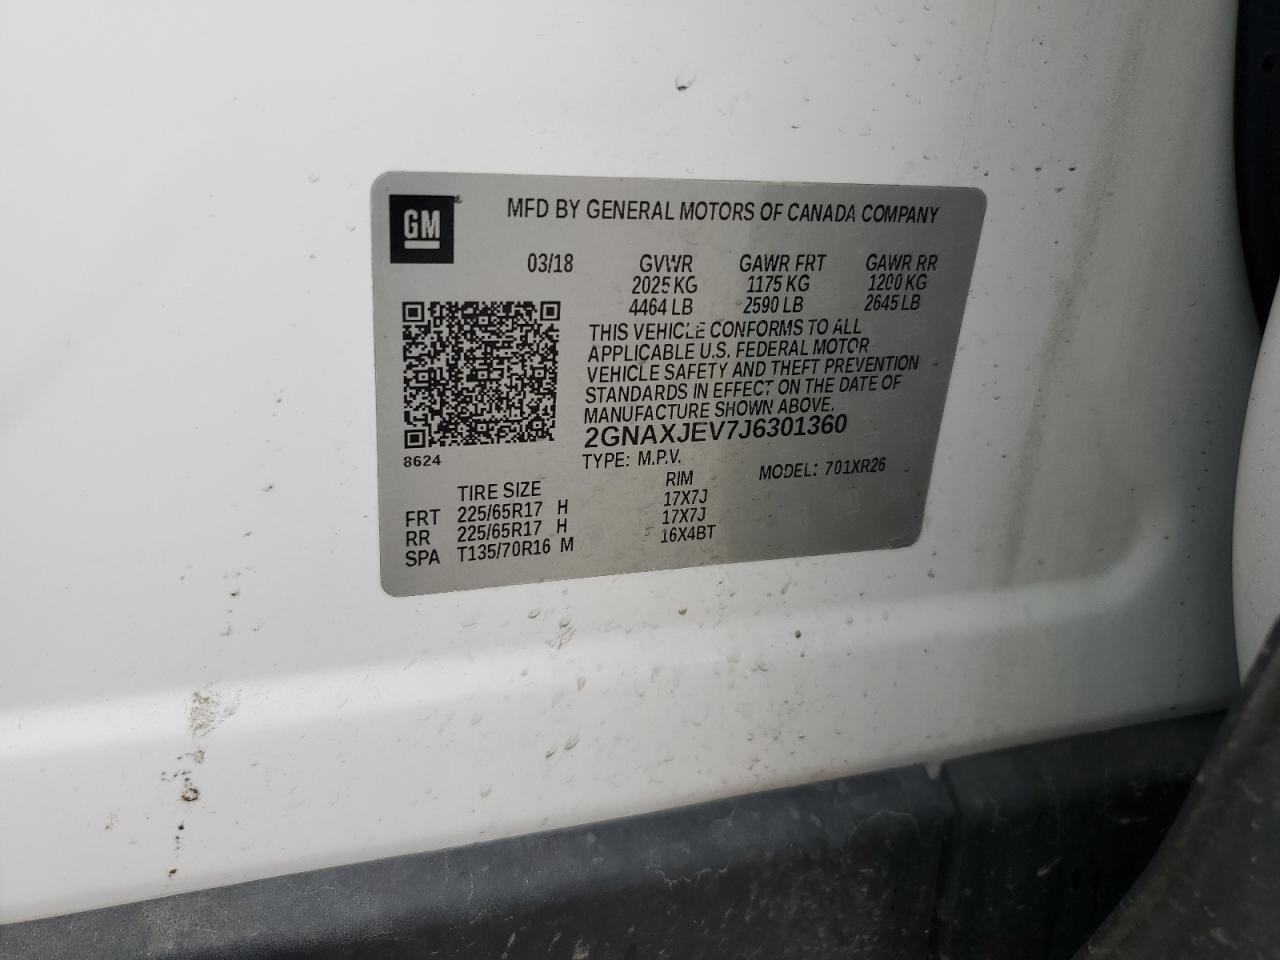 GM
MFD BY GENERAL MOTORS OF CANADA COMPANY
03/18 GVWR GAWR FRT GAWR RR
2025 KG 1175 KG 1200 KG
4464 LB 2590 LB 2645 LB
THIS VEHICLE CONFORMS TO ALL
APPLICABLE U.S. FEDERAL MOTOR
VEHICLE SAFETY AND THEFT PREVENTION
STANDARDS IN EFFECT ON THE DATE OF
MANUFACTURE SHOWN ABOVE.
2GNAXJEV7J6301360
8624
TYPE: M.P.V. MODEL: 701XR26
TIRE SIZE RIM
FRT 225/65R17 H 17X7J
RR 225/65R17 H 17X7J
SPA T135/70R16 M 16X4BT